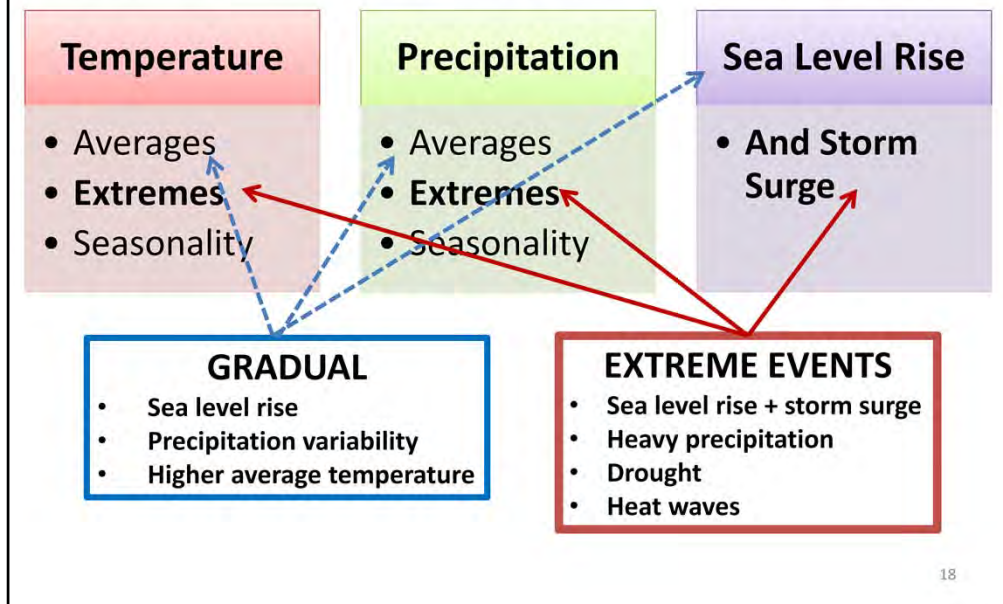 Temperature
• Averages
• Extremes
• Seasonality
Precipitation
• Averages
• Extremes
• Seasonality
Sea Level Rise
• And Storm
Surge
GRADUAL
• Sea level rise
• Precipitation variability
• Higher average temperature
EXTREME EVENTS
• Sea level rise + storm surge
• Heavy precipitation
• Drought
• Heat waves
18